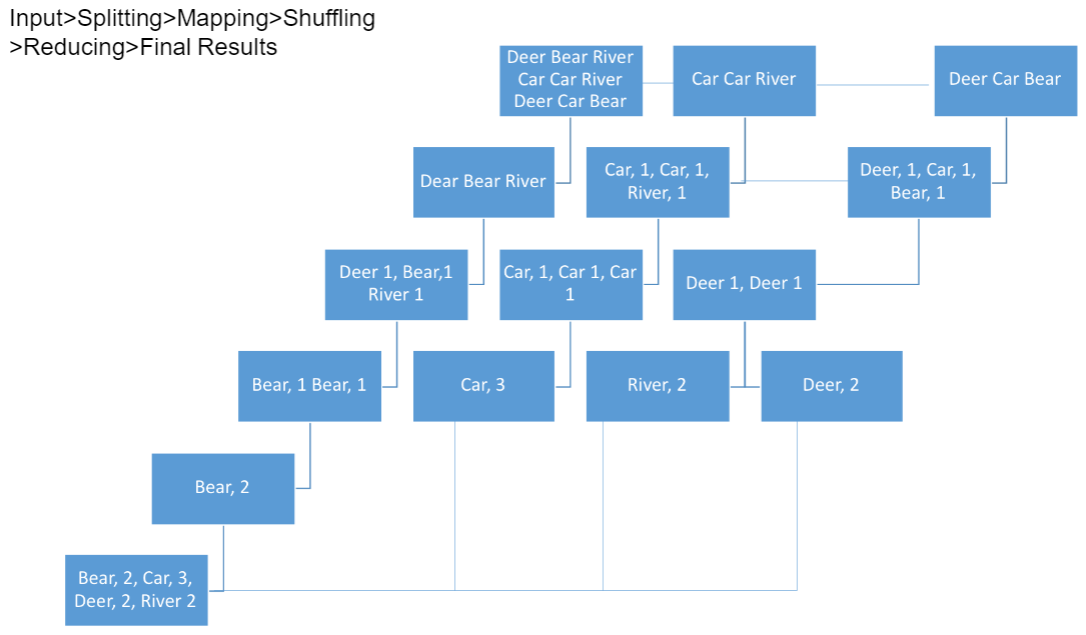 Input>Splitting>Mapping>Shuffling
>Reducing>Final Results
Deer Bear River
Car Car River
Deer Car Bear
Car Car River
Deer Car Bear
Dear Bear River
Car, 1, Car, 1,
River, 1
Deer, 1, Car, 1,
Bear, 1
Deer 1, Bear,1
River 1
Car, 1, Car 1, Car
1
Deer 1, Deer 1
Bear, 1 Bear, 1
Car, 3
River, 2
Deer, 2
Bear, 2
Bear, 2, Car, 3,
Deer, 2, River 2